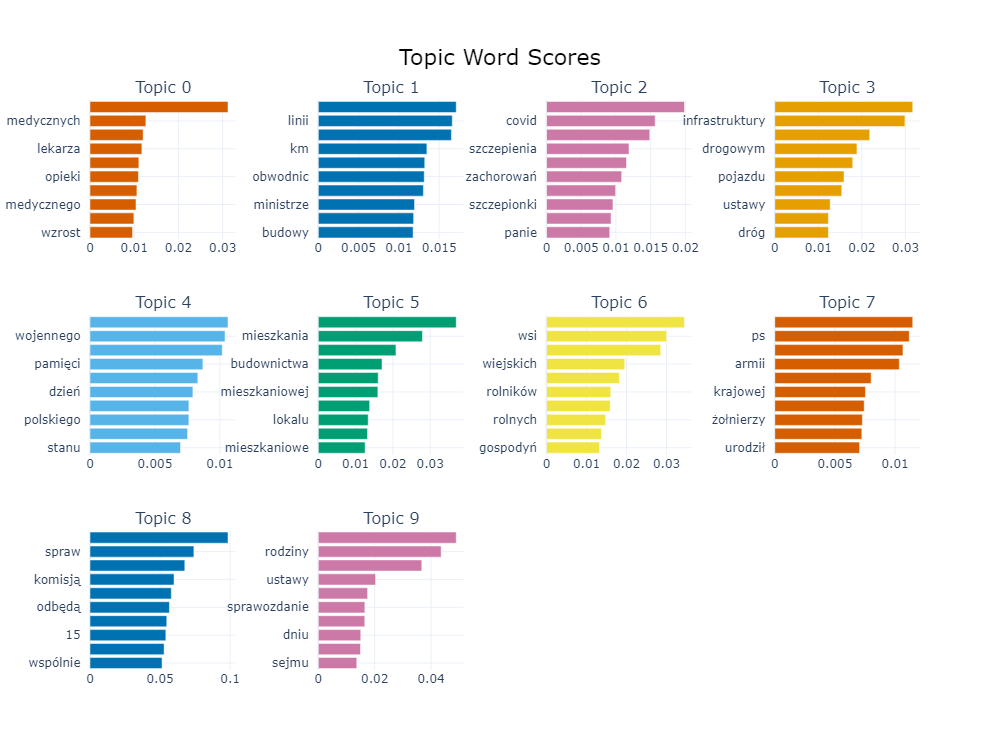 Topic Word Scores
Topic 0
medycznych
lekarza
opieki
medycznego
wzrost
0 0.01 0.02 0.03
Topic 1
linii
km
obwodnic
ministrze
budowy
0 0.005 0.01 0.015
Topic 2
covid
szczepienia
zachorowań
szczepionki
panie
0 0.005 0.01 0.015 0.02
Topic 3
infrastruktury
drogowym
pojazdu
ustawy
dróg
0 0.01 0.02 0.03
Topic 4
wojennego
pamięci
dzień
polskiego
stanu
0 0.005 0.01
Topic 5
mieszkania
budownictwa
mieszkaniowej
lokalu
mieszkaniowe
0 0.01 0.02 0.03
Topic 6
wsi
wiejskich
rolników
rolnych
gospodyń
0 0.01 0.02 0.03
Topic 7
ps
armii
krajowej
żołnierzy
urodził
0 0.005 0.01
Topic 8
spraw
komisją
odbędą
15
wspólnie
0 0.05 0.1
Topic 9
rodziny
ustawy
sprawozdanie
dniu
sejmu
0 0.02 0.04